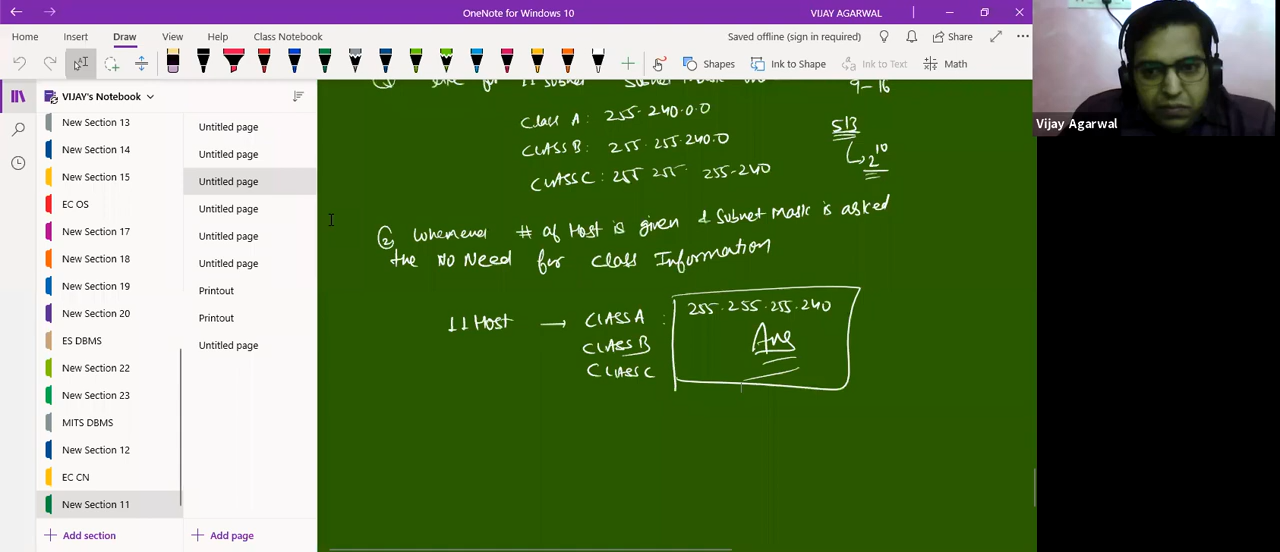 OneNote for Windows 10
VIJAY AGARWAL
Home
Insert
Draw
View
Help
Class Notebook
Saved offline (sign in required)
Share
Shapes
Ink to Shape
Ink to Text
Math
VIJAY's Notebook
New Section 13
New Section 14
New Section 15
EC OS
New Section 17
New Section 18
New Section 19
New Section 20
ES DBMS
New Section 22
New Section 23
MITS DBMS
New Section 12
EC CN
New Section 11
Add section
Untitled page
Untitled page
Untitled page
Untitled page
Untitled page
Untitled page
Printout
Printout
Untitled page
Add page
for 11 Subnet Subnet Mask
9-16
Class A: 255.240.0.0
CLASS B: 255.255.240.0
CLASS C: 255 255. 255.240
513
2^10
② Whenever # of Host is given & Subnet Mask is asked
the No Need for class Information
11 Host → CLASS A : 255.255.255.240
CLASS B
CLASS C
Ans
Vijay Agarwal